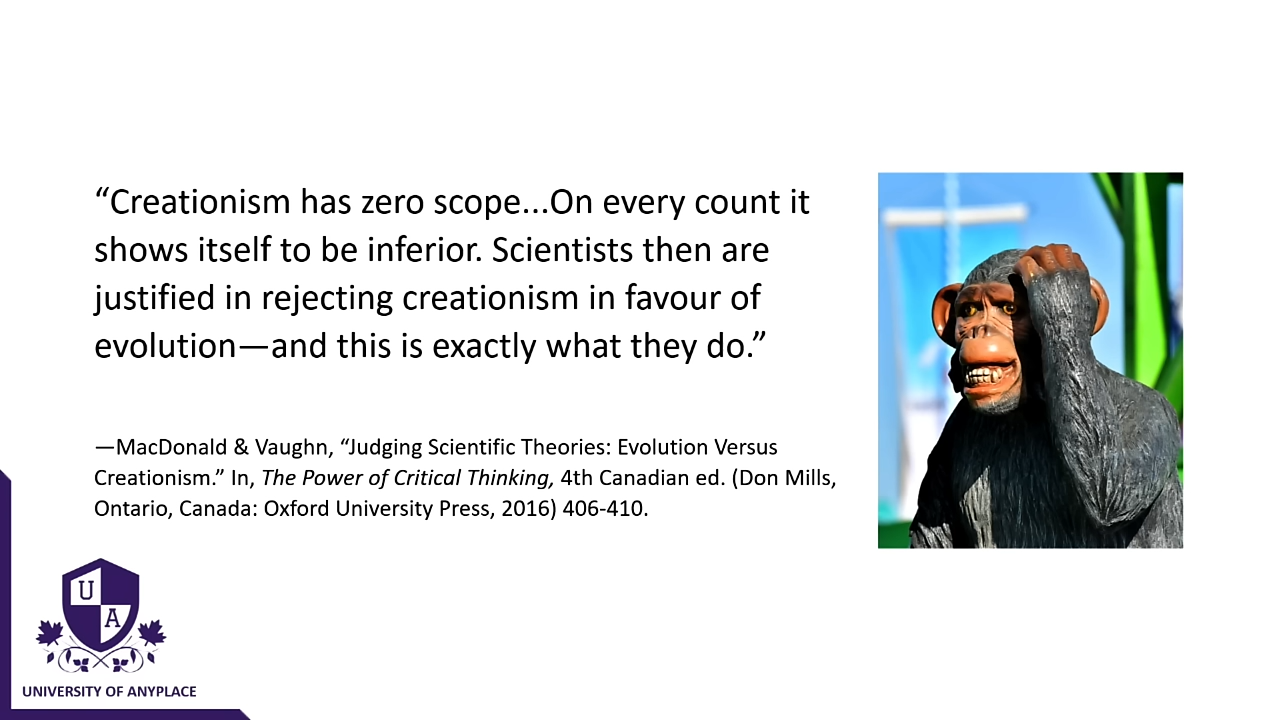 “Creationism has zero scope...On every count it
shows itself to be inferior. Scientists then are
justified in rejecting creationism in favour of
evolution—and this is exactly what they do.”
—MacDonald & Vaughn, “Judging Scientific Theories: Evolution Versus
Creationism.” In, The Power of Critical Thinking, 4th Canadian ed. (Don Mills,
Ontario, Canada: Oxford University Press, 2016) 406-410.
U
A
UNIVERSITY OF ANYPLACE